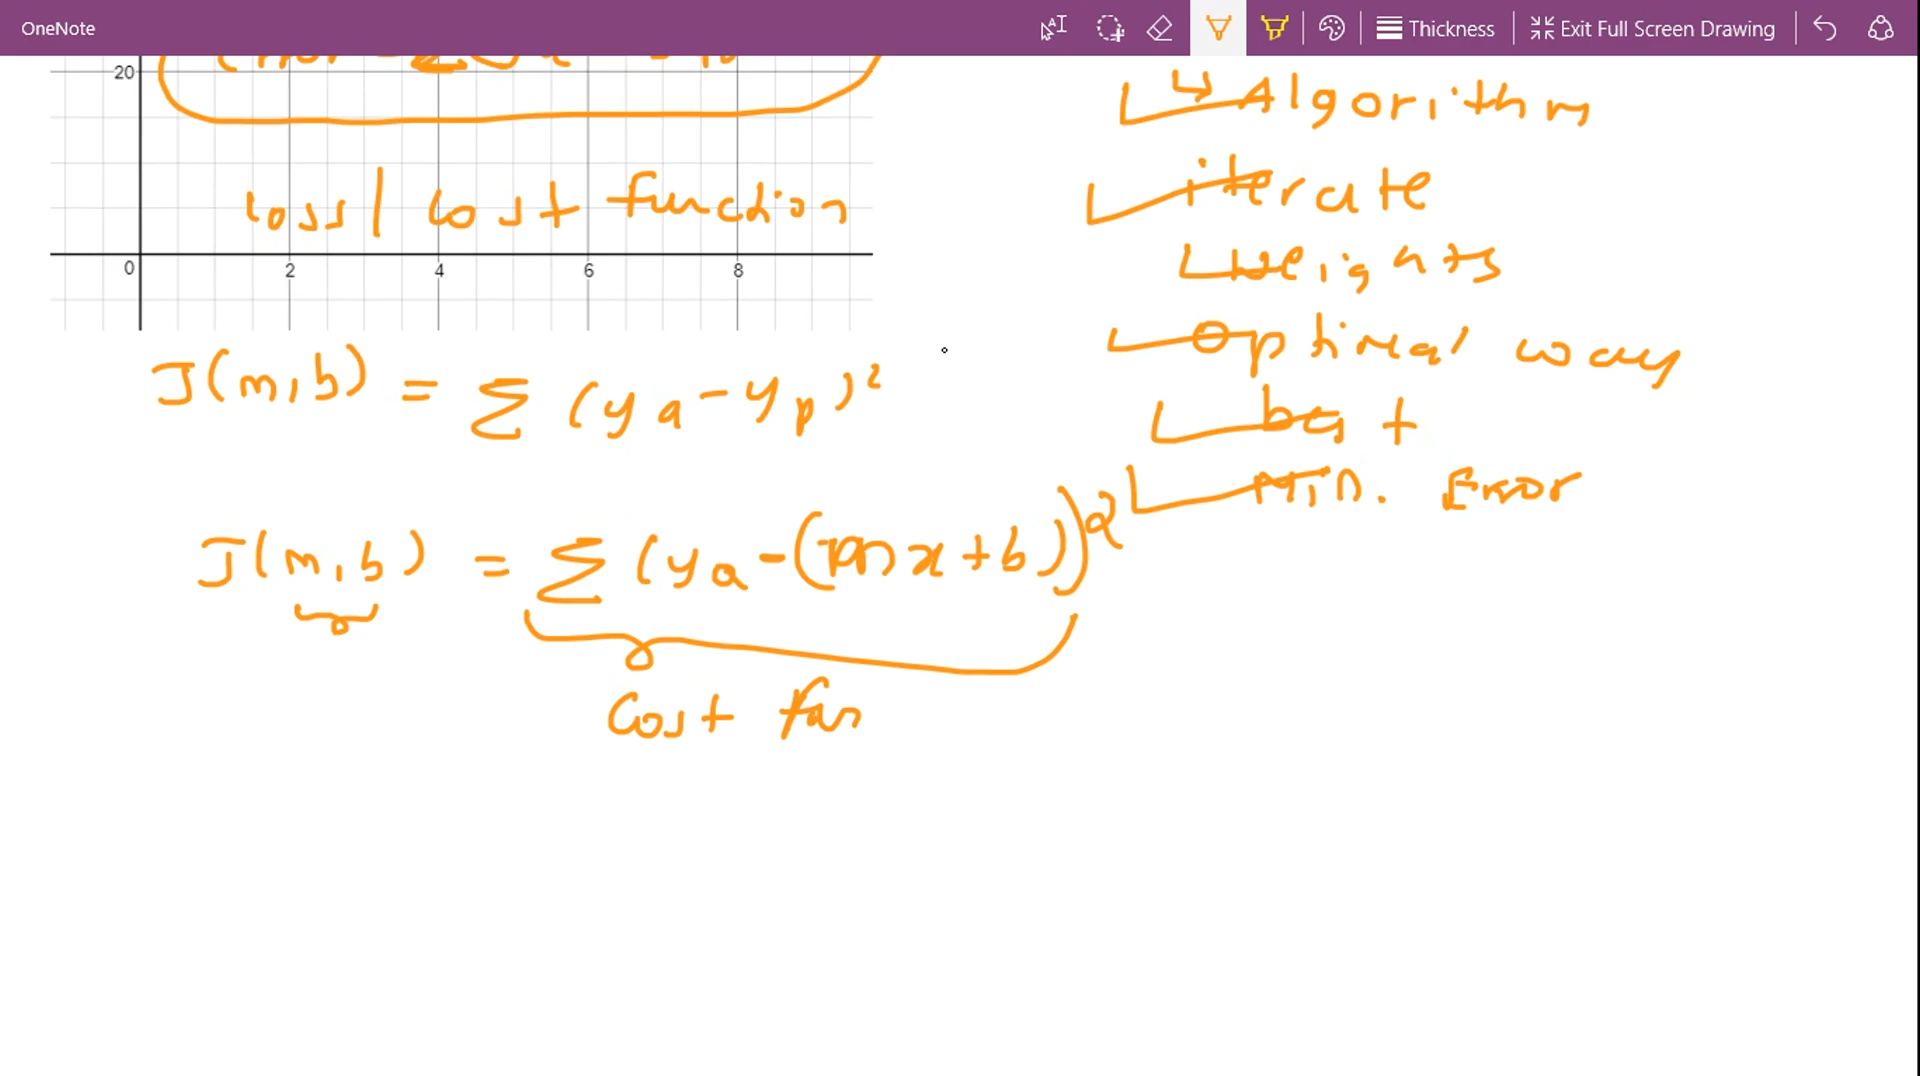 OneNote
Thickness
Exit Full Screen Drawing
20
loss | cost function
0 2 4 6 8
J(m,b) = Σ (ya - yp)²
J(m,b) = Σ (ya - (mx+b))²
Cost fun
↳ Algorithm
iterate
weights
optimal way
best
Min. Error